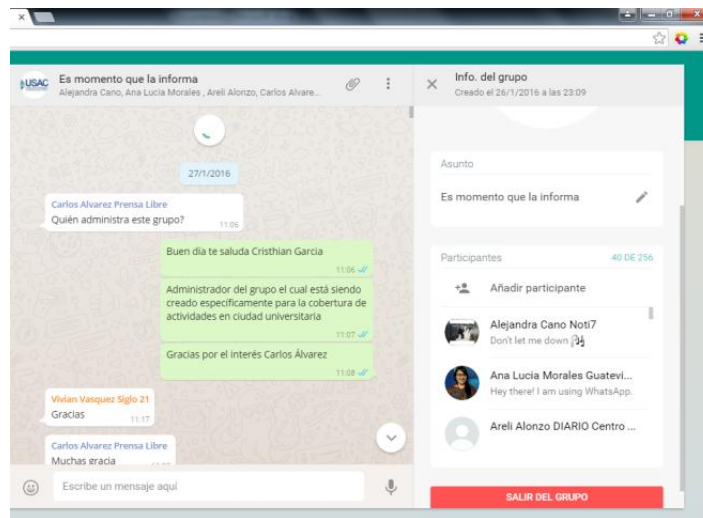 USAC
Es momento que la informa
Alejandra Cano, Ana Lucia Morales , Areli Alonzo, Carlos Alvare...
27/1/2016
Carlos Alvarez Prensa Libre
Quién administra este grupo?
11:06
Buen día te saluda Cristhian Garcia
11:06
Administrador del grupo el cual está siendo
creado específicamente para la cobertura de
actividades en ciudad universitaria
11:07
Gracias por el interés Carlos Álvarez
11:08
Vivian Vasquez Siglo 21
Gracias
11:17
Carlos Alvarez Prensa Libre
Muchas gracia
Escribe un mensaje aquí
Info. del grupo
Creado el 26/1/2016 a las 23:09
Asunto
Es momento que la informa
Participantes
40 DE 256
Añadir participante
Alejandra Cano Noti7
Don't let me down
Ana Lucia Morales Guatevi...
Hey there! I am using WhatsApp.
Areli Alonzo DIARIO Centro ...
SALIR DEL GRUPO